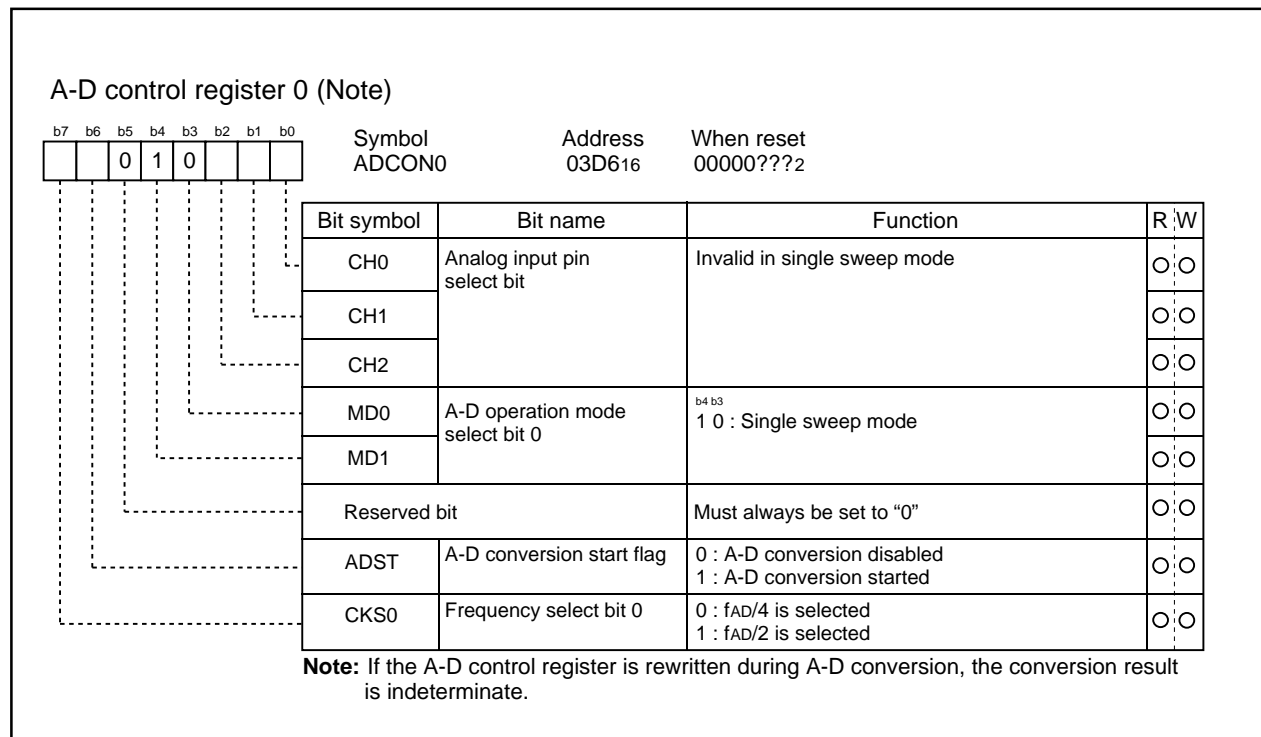 A-D control register 0 (Note)
b7 b6 b5 b4 b3 b2 b1 b0
0 1 0
Symbol Address When reset
ADCON0 03D616 00000???2
Bit symbol Bit name Function R W
CH0 Analog input pin select bit Invalid in single sweep mode
CH1
CH2
MD0 A-D operation mode select bit 0 b4 b3
1 0 : Single sweep mode
MD1
Reserved bit Must always be set to “0”
ADST A-D conversion start flag 0 : A-D conversion disabled
1 : A-D conversion started
CKS0 Frequency select bit 0 0 : fAD/4 is selected
1 : fAD/2 is selected
Note: If the A-D control register is rewritten during A-D conversion, the conversion result
is indeterminate.